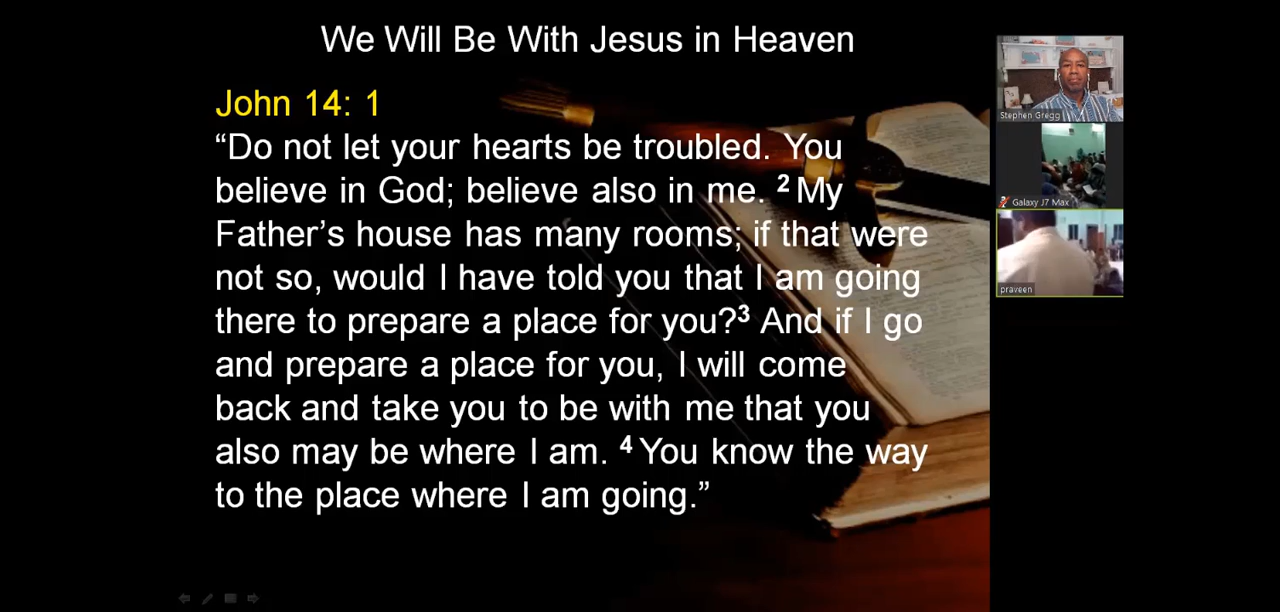 We Will Be With Jesus in Heaven
John 14: 1
“Do not let your hearts be troubled. You
believe in God; believe also in me. ² My
Father’s house has many rooms; if that were
not so, would I have told you that I am going
there to prepare a place for you?³ And if I go
and prepare a place for you, I will come
back and take you to be with me that you
also may be where I am. ⁴ You know the way
to the place where I am going.”
Stephen Gregg
Galaxy J7 Max
praveen